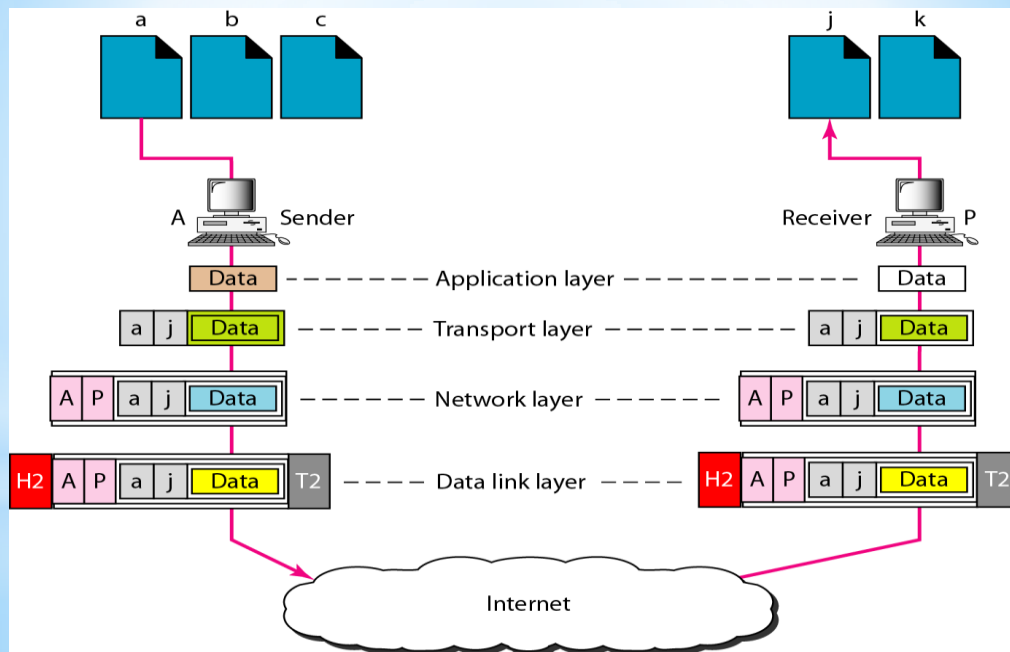 a b c j k
A Sender Receiver P
Data Application layer Data
a j Data Transport layer a j Data
A P a j Data Network layer A P a j Data
H2 A P a j Data T2 Data link layer H2 A P a j Data T2
Internet